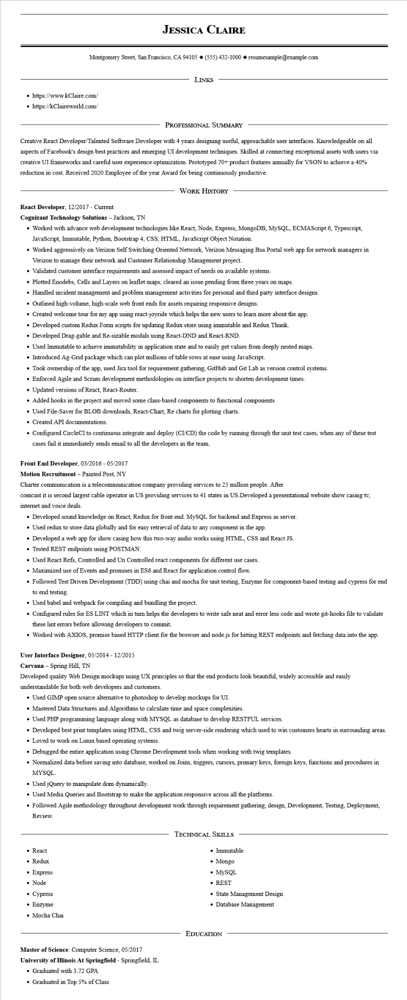 Jessica Claire
Montgomery Street, San Francisco, CA 94105 ◆ (555) 432-1000 ◆ resumesample@example.com
Links
• https://www.kClaire.com/
• https://kClaireworld.com/
Professional Summary
Creative React Developer/Talented Software Developer with 4 years designing useful, approachable user interfaces. Knowledgeable on all
aspects of Facebook's design best practices and emerging UI development techniques. Skilled at connecting exceptional assets with users via
creative UI frameworks and careful user experience optimization. Prototyped 70+ product features annually for VSON to achieve a 40%
reduction in cost. Received 2020 Employee of the year Award for being continuously productive.
Work History
React Developer, 12/2017 - Current
Cognizant Technology Solutions – Jackson, TN
• Worked with advance web development technologies like React, Node, Express, MongoDB, MySQL, ECMAScript 6, Typescript,
JavaScript, Immutable, Python, Bootstrap 4, CSS, HTML, JavaScript Object Notation.
• Worked aggressively on Verizon Self Switching Oriented Network, Verizon Messaging Bus Portal web app for network managers in
Verizon to manage their network and Customer Relationship Management project.
• Validated customer interface requirements and assessed impact of needs on available systems.
• Plotted Enodebs, Cells and Layers on leaflet maps, cleared an issue pending from three years on maps.
• Handled incident management and problem management activities for personal and third party interface designs.
• Outlined high-volume, high-scale web front ends for assets requiring responsive designs.
• Created welcome tour for my app using react-joyride which helps the new users to learn more about the app.
• Developed custom Redux Form scripts for updating Redux store using immutable and Redux Thunk.
• Developed Drag-gable and Re-sizable modals using React-DND and React-RND.
• Used Immutable to achieve immutability in application state and to easily get values from deeply nested maps.
• Introduced Ag-Grid package which can plot millions of table rows at ease using JavaScript.
• Took ownership of the app, used Jira tool for requirement gathering, GitHub and Git Lab as version control systems.
• Enforced Agile and Scrum development methodologies on interface projects to shorten development times.
• Updated versions of React, React-Router.
• Added hooks in the project and moved some class-based components to functional components
• Used File-Saver for BLOB downloads, React-Chart, Re charts for plotting charts.
• Created API documentations.
• Configured CircleCI to continuous integrate and deploy (CI/CD) the code by running through the unit test cases, when any of these test
cases fail it immediately sends email to all the developers in the team.
Front End Developer, 03/2016 - 05/2017
Motion Recruitment – Painted Post, NY
Charter communication is a telecommunication company providing services to 25 million people. After
comcast it is second largest cable operator in US providing services to 41 states in US.Developed a presentational website show casing tv,
internet and voice deals.
• Developed sound knowledge on React, Redux for front end. MySQL for backend and Express as server.
• Used redux to store data globally and for easy retrieval of data to any component in the app.
• Developed a web app for show casing how this two-way audio works using HTML, CSS and React JS.
• Tested REST endpoints using POSTMAN.
• Used React Refs, Controlled and Un Controlled react components for different use cases.
• Maximized use of Events and promises in ES6 and React for application control flow.
• Followed Test Driven Development (TDD) using chai and mocha for unit testing, Enzyme for component-based testing and cypress for end
to end testing.
• Used babel and webpack for compiling and bundling the project.
• Configured rules for ES LINT which in turn helps the developers to write safe neat and error less code and wrote git-hooks file to validate
these lint errors before allowing developers to commit.
• Worked with AXIOS, promise based HTTP client for the browser and node.js for hitting REST endpoints and fetching data into the app.
User Interface Designer, 05/2014 - 12/2015
Carvana – Spring Hill, TN
Developed quality Web Design mockups using UX principles so that the end products look beautiful, widely accessible and easily
understandable for both web developers and customers.
• Used GIMP open source alternative to photoshop to develop mockups for UI.
• Mastered Data Structures and Algorithms to calculate time and space complexities.
• Used PHP programming language along with MYSQL as database to develop RESTFUL services.
• Developed best print templates using HTML, CSS and twig server-side rendering which used to win customers hearts in surrounding areas.
• Loved to work on Linux based operating systems.
• Debugged the entire application using Chrome Development tools when working with twig templates.
• Normalized data before saving into database, worked on Joins, triggers, cursors, primary keys, foreign keys, functions and procedures in
MYSQL.
• Used jQuery to manipulate dom dynamically.
• Used Media Queries and Bootstrap to make the application responsive across all the platforms.
• Followed Agile methodology throughout development work through requirement gathering, design, Development, Testing, Deployment,
Review.
Technical Skills
• React
• Redux
• Express
• Node
• Cypress
• Enzyme
• Mocha Chai
• Immutable
• Mongo
• MySQL
• REST
• State Management Design
• Database Management
Education
Master of Science: Computer Science, 05/2017
University of Illinois At Springfield - Springfield, IL
• Graduated with 3.72 GPA
• Graduated in Top 5% of Class